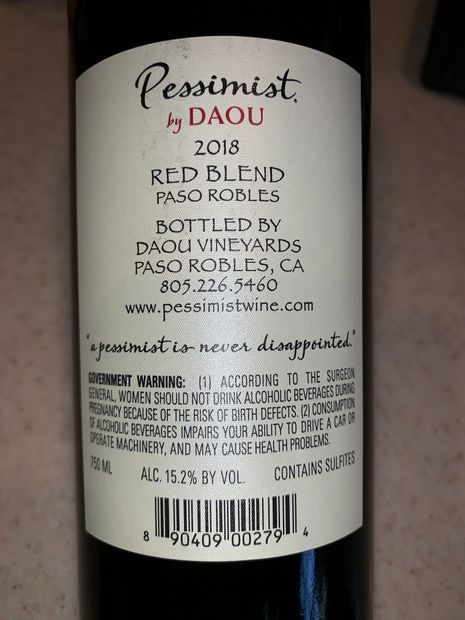 Pessimist.
by DAOU
2018
RED BLEND
PASO ROBLES
BOTTLED BY
DAOU VINEYARDS
PASO ROBLES, CA
805.226.5460
www.pessimistwine.com
"a pessimist is never disappointed."
GOVERNMENT WARNING: (1) ACCORDING TO THE SURGEON
GENERAL, WOMEN SHOULD NOT DRINK ALCOHOLIC BEVERAGES DURING
PREGNANCY BECAUSE OF THE RISK OF BIRTH DEFECTS. (2) CONSUMPTION
OF ALCOHOLIC BEVERAGES IMPAIRS YOUR ABILITY TO DRIVE A CAR OR
OPERATE MACHINERY, AND MAY CAUSE HEALTH PROBLEMS.
750 ML ALC. 15.2% BY VOL. CONTAINS SULFITES
8 90409 00279 4